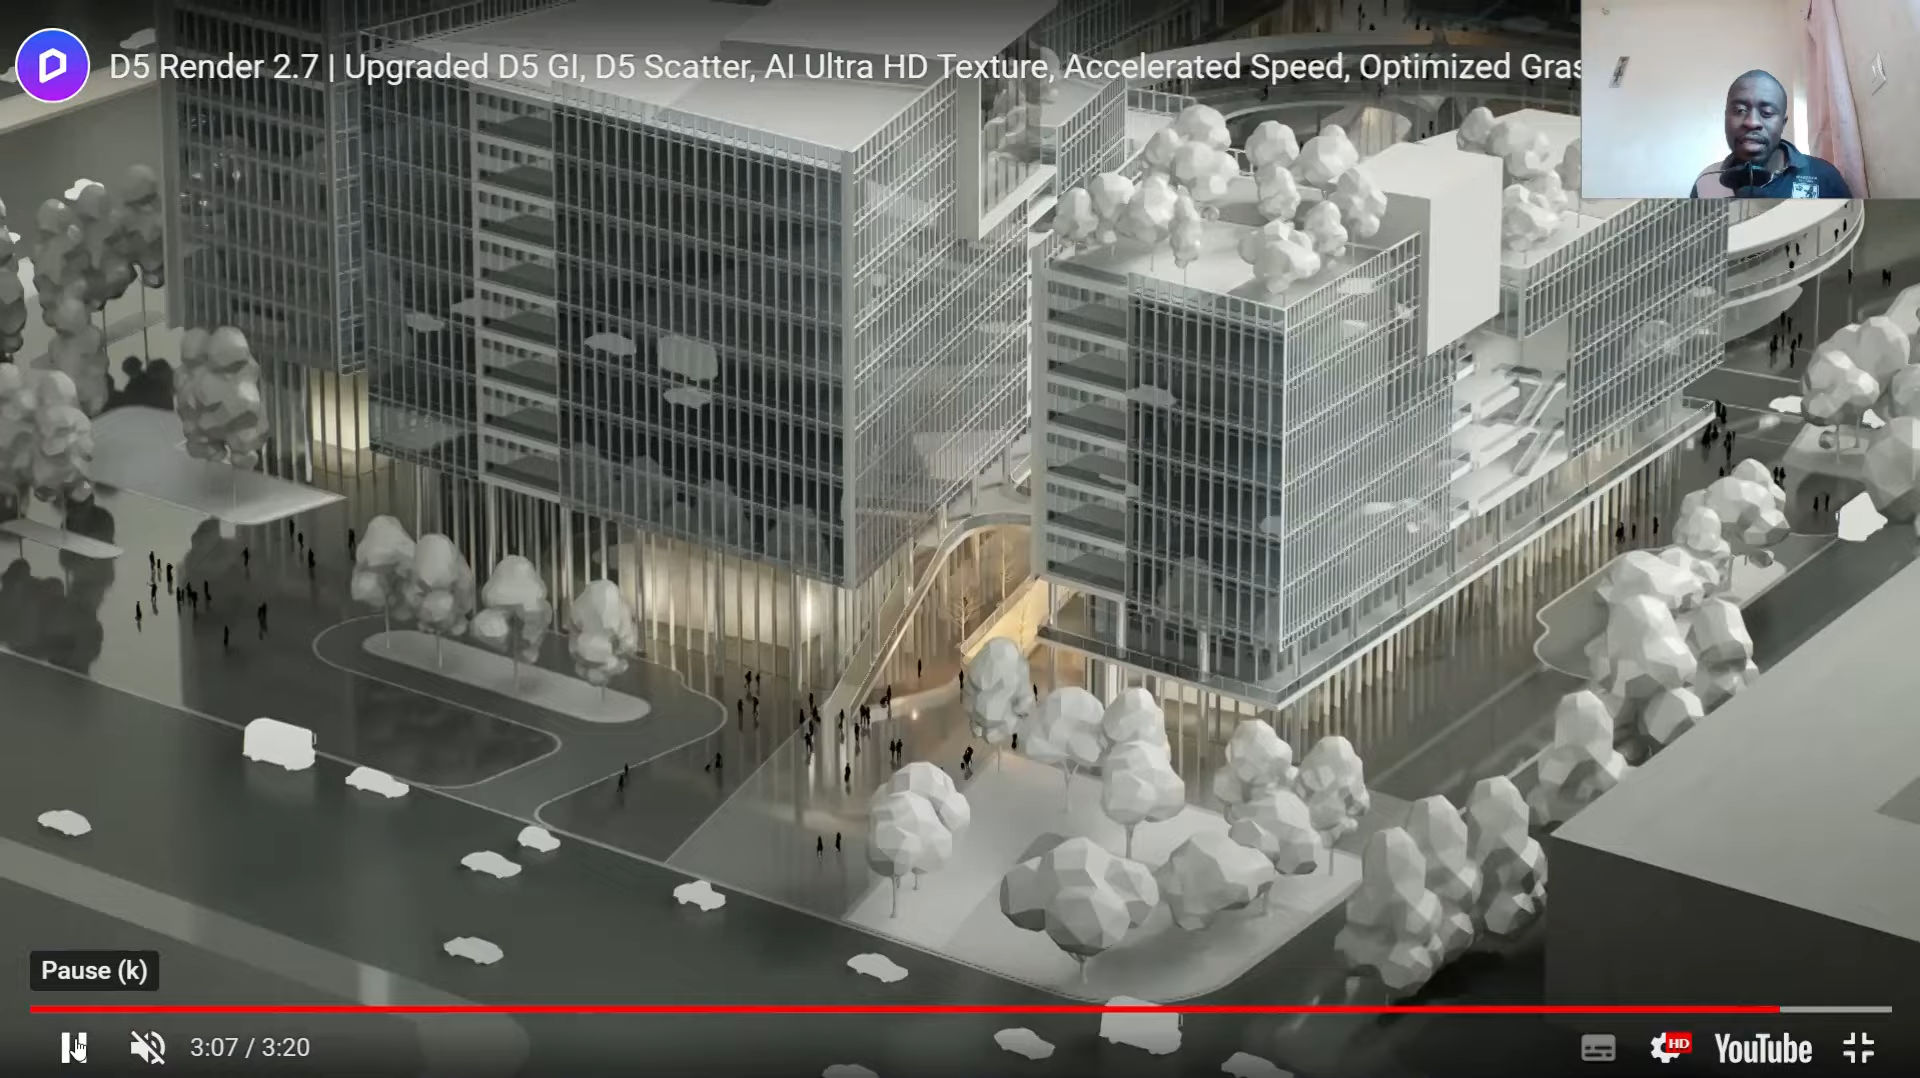 D5 Render 2.7 | Upgraded D5 GI, D5 Scatter, AI Ultra HD Texture, Accelerated Speed, Optimized Gras
Pause (k)
3:07 / 3:20
HD
YouTube